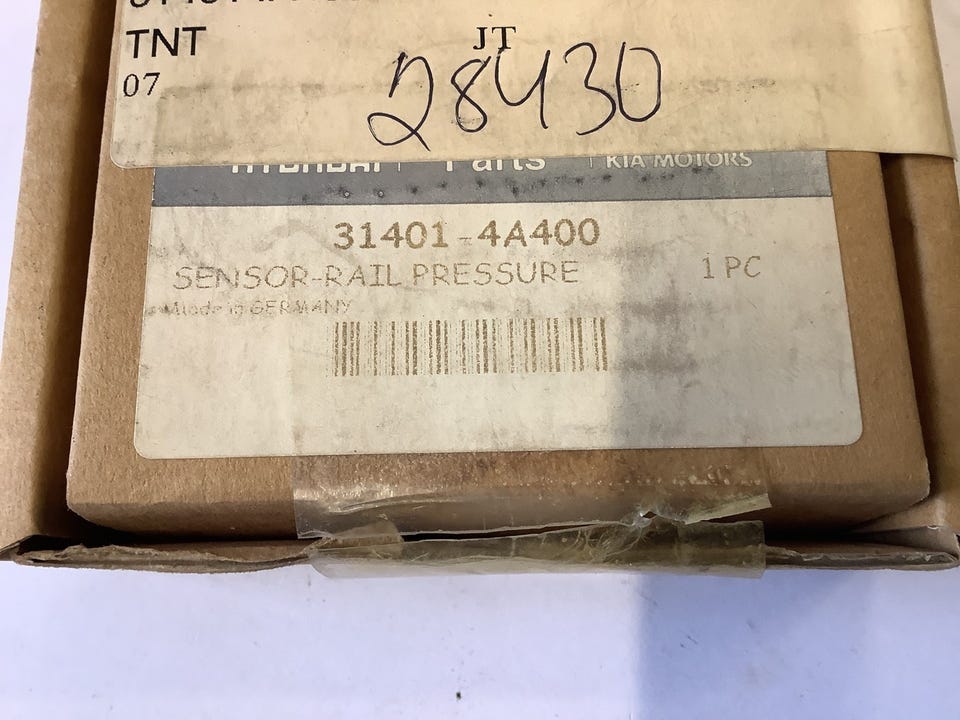 TNT
JT
07
28430
HYUNDAI | Parts | KIA MOTORS
31401-4A400
SENSOR-RAIL PRESSURE 1 PC
Made in GERMANY